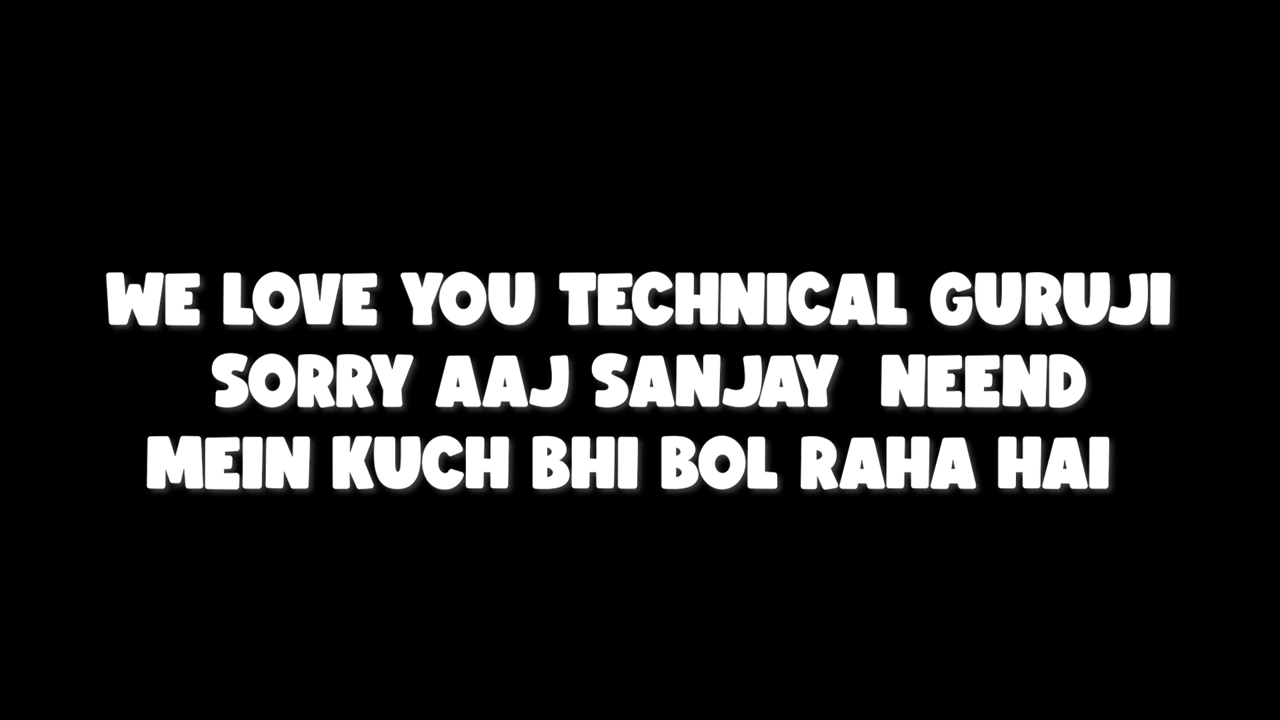 WE LOVE YOU TECHNICAL GURUJI
SORRY AAJ SANJAY NEEND
MEIN KUCH BHI BOL RAHA HAI